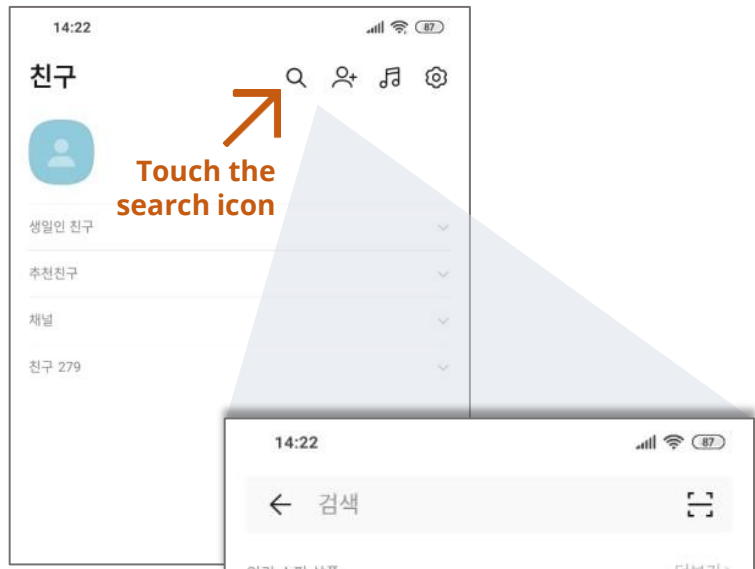 14:22
87
친구
Touch the
search icon
생일인 친구
추천친구
채널
친구 279
14:22
87
검색